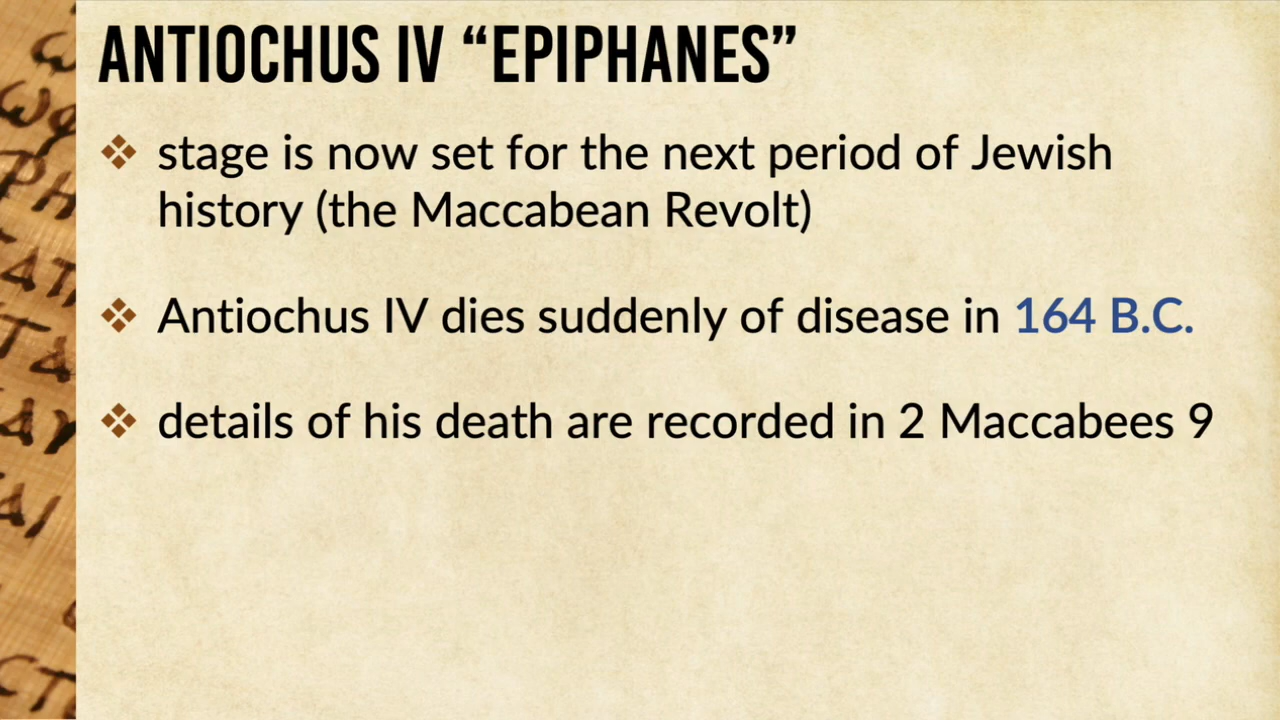 ANTIOCHUS IV “EPIPHANES”
❖ stage is now set for the next period of Jewish
history (the Maccabean Revolt)
❖ Antiochus IV dies suddenly of disease in 164 B.C.
❖ details of his death are recorded in 2 Maccabees 9